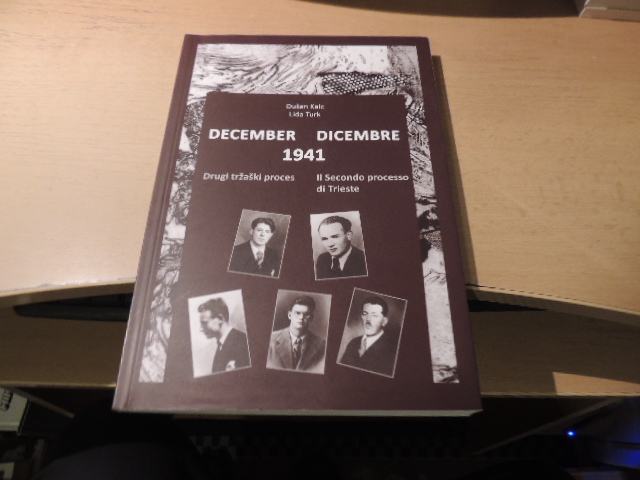 Dušan Kalc
Lida Turk
DECEMBER DICEMBRE
1941
Drugi tržaški proces Il Secondo processo
di Trieste